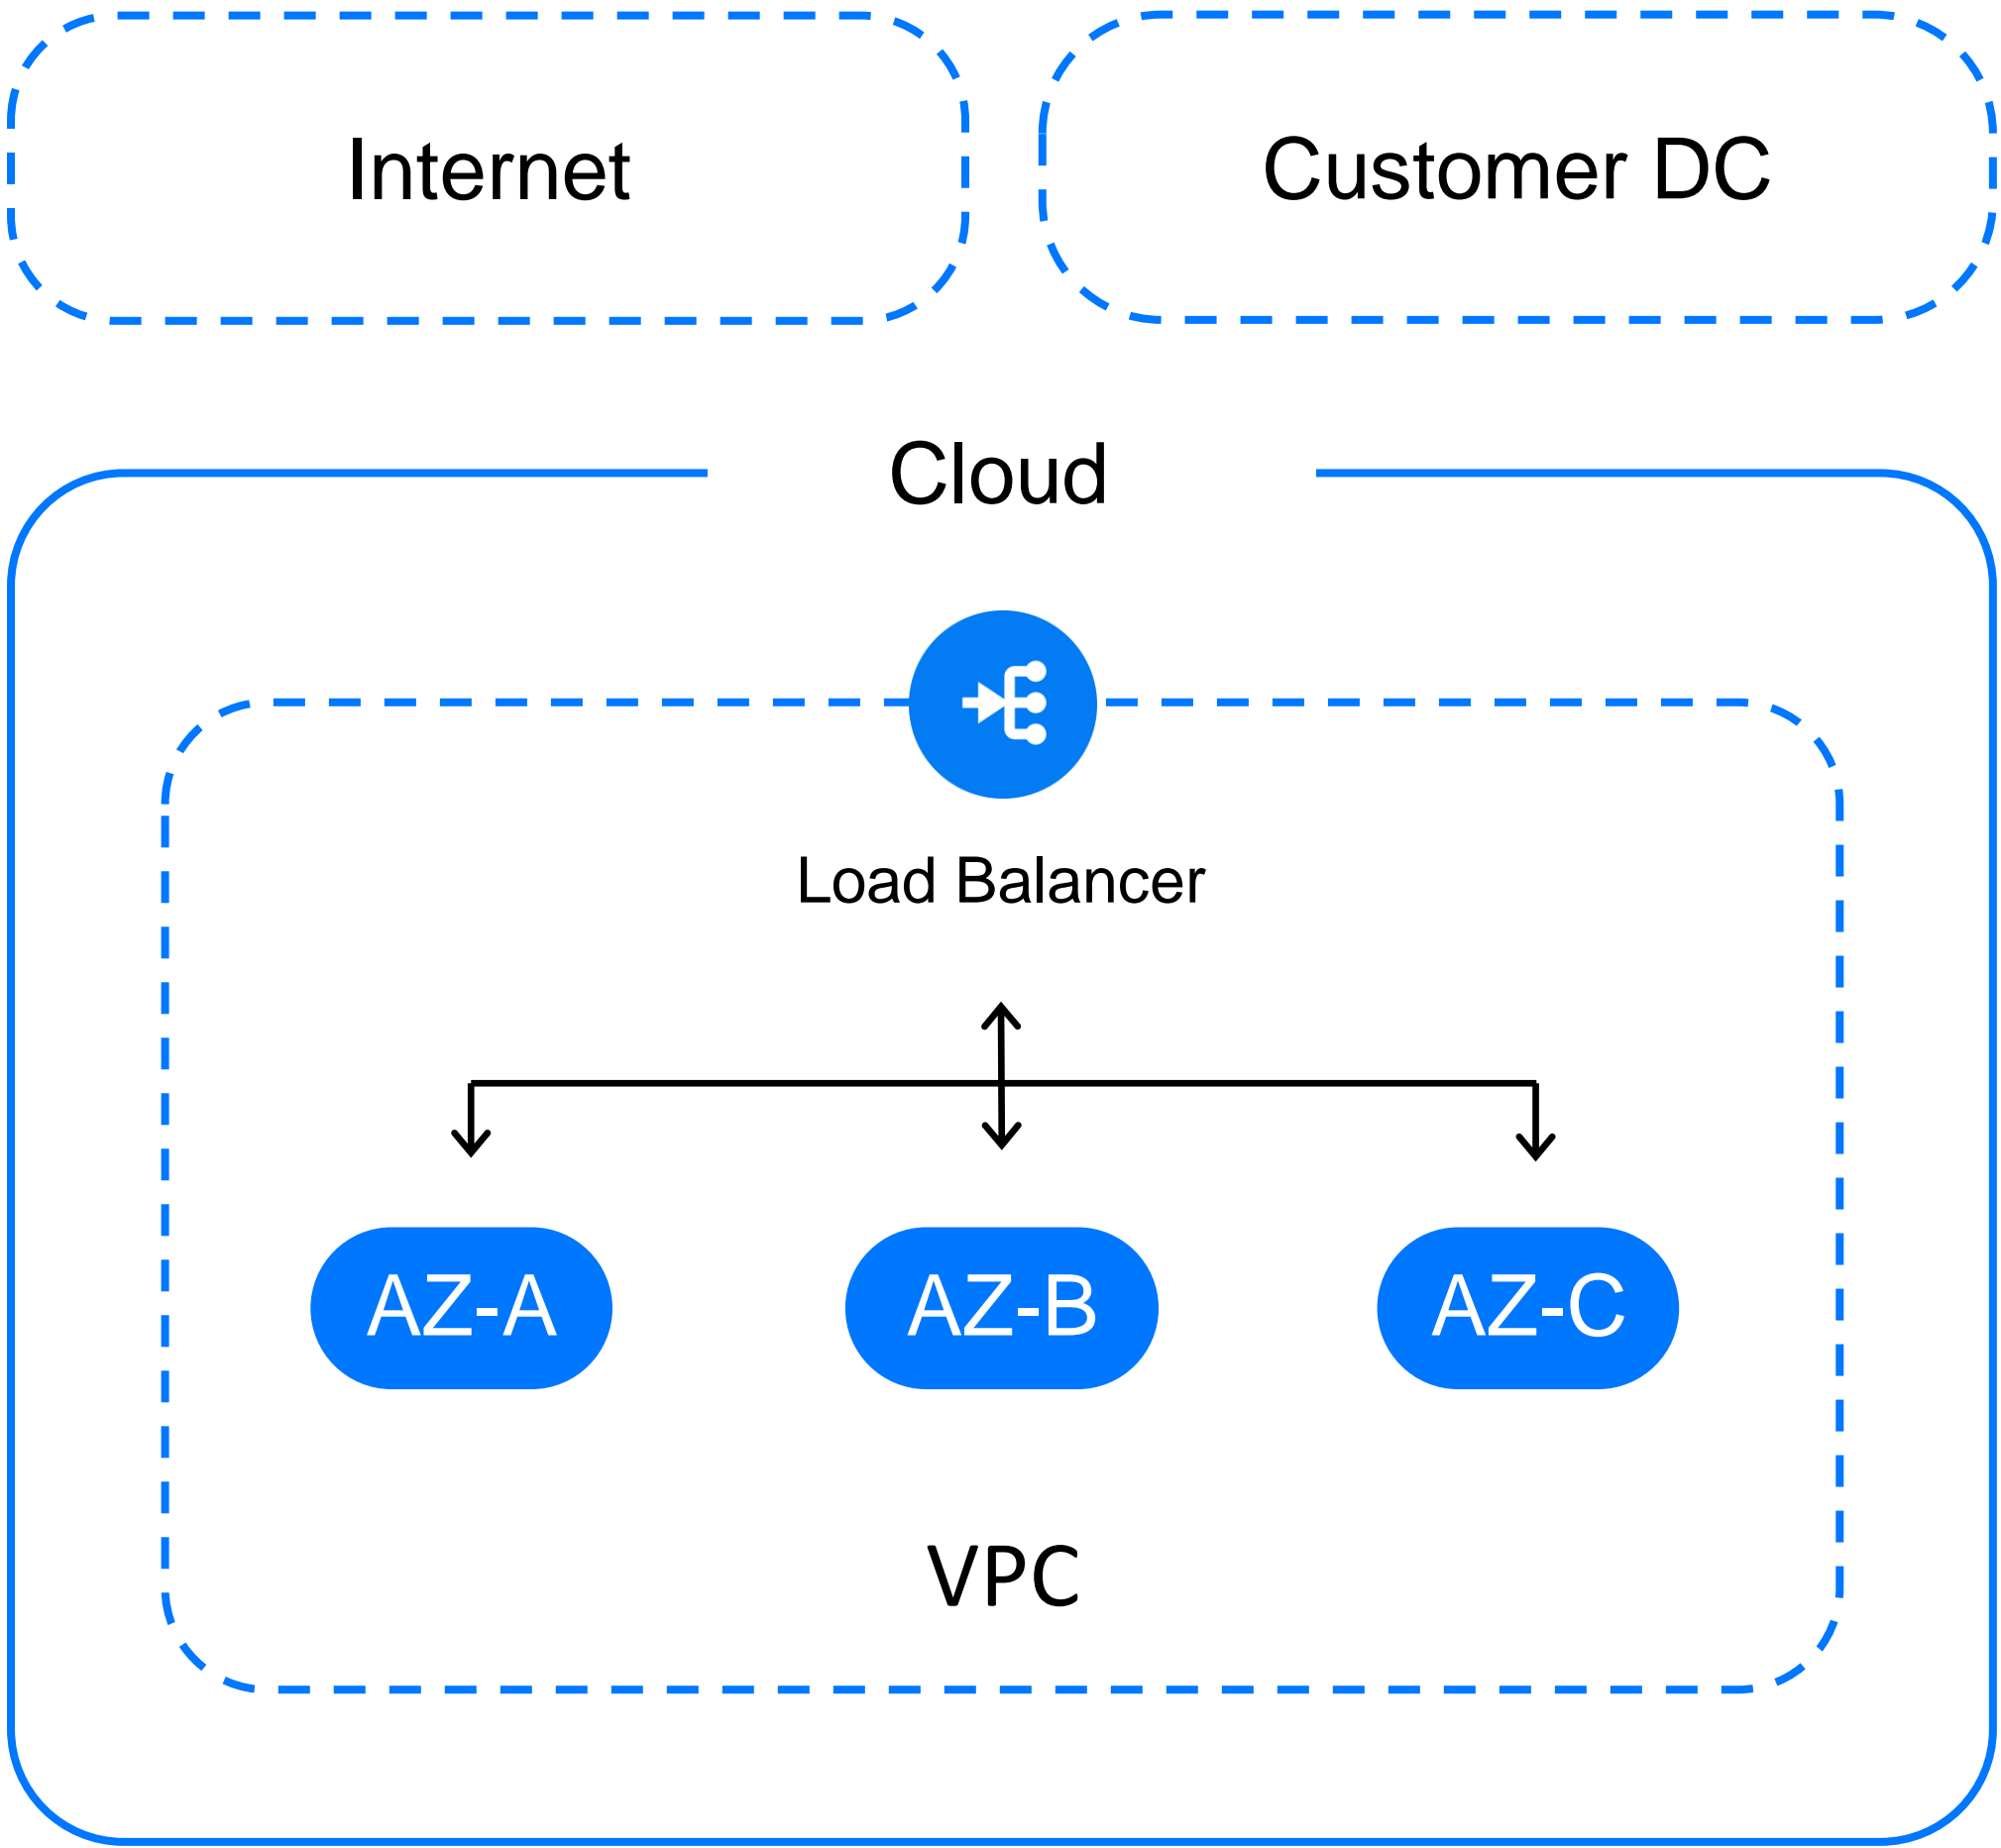 Internet
Customer DC
Cloud
Load Balancer
AZ-A
AZ-B
AZ-C
VPC